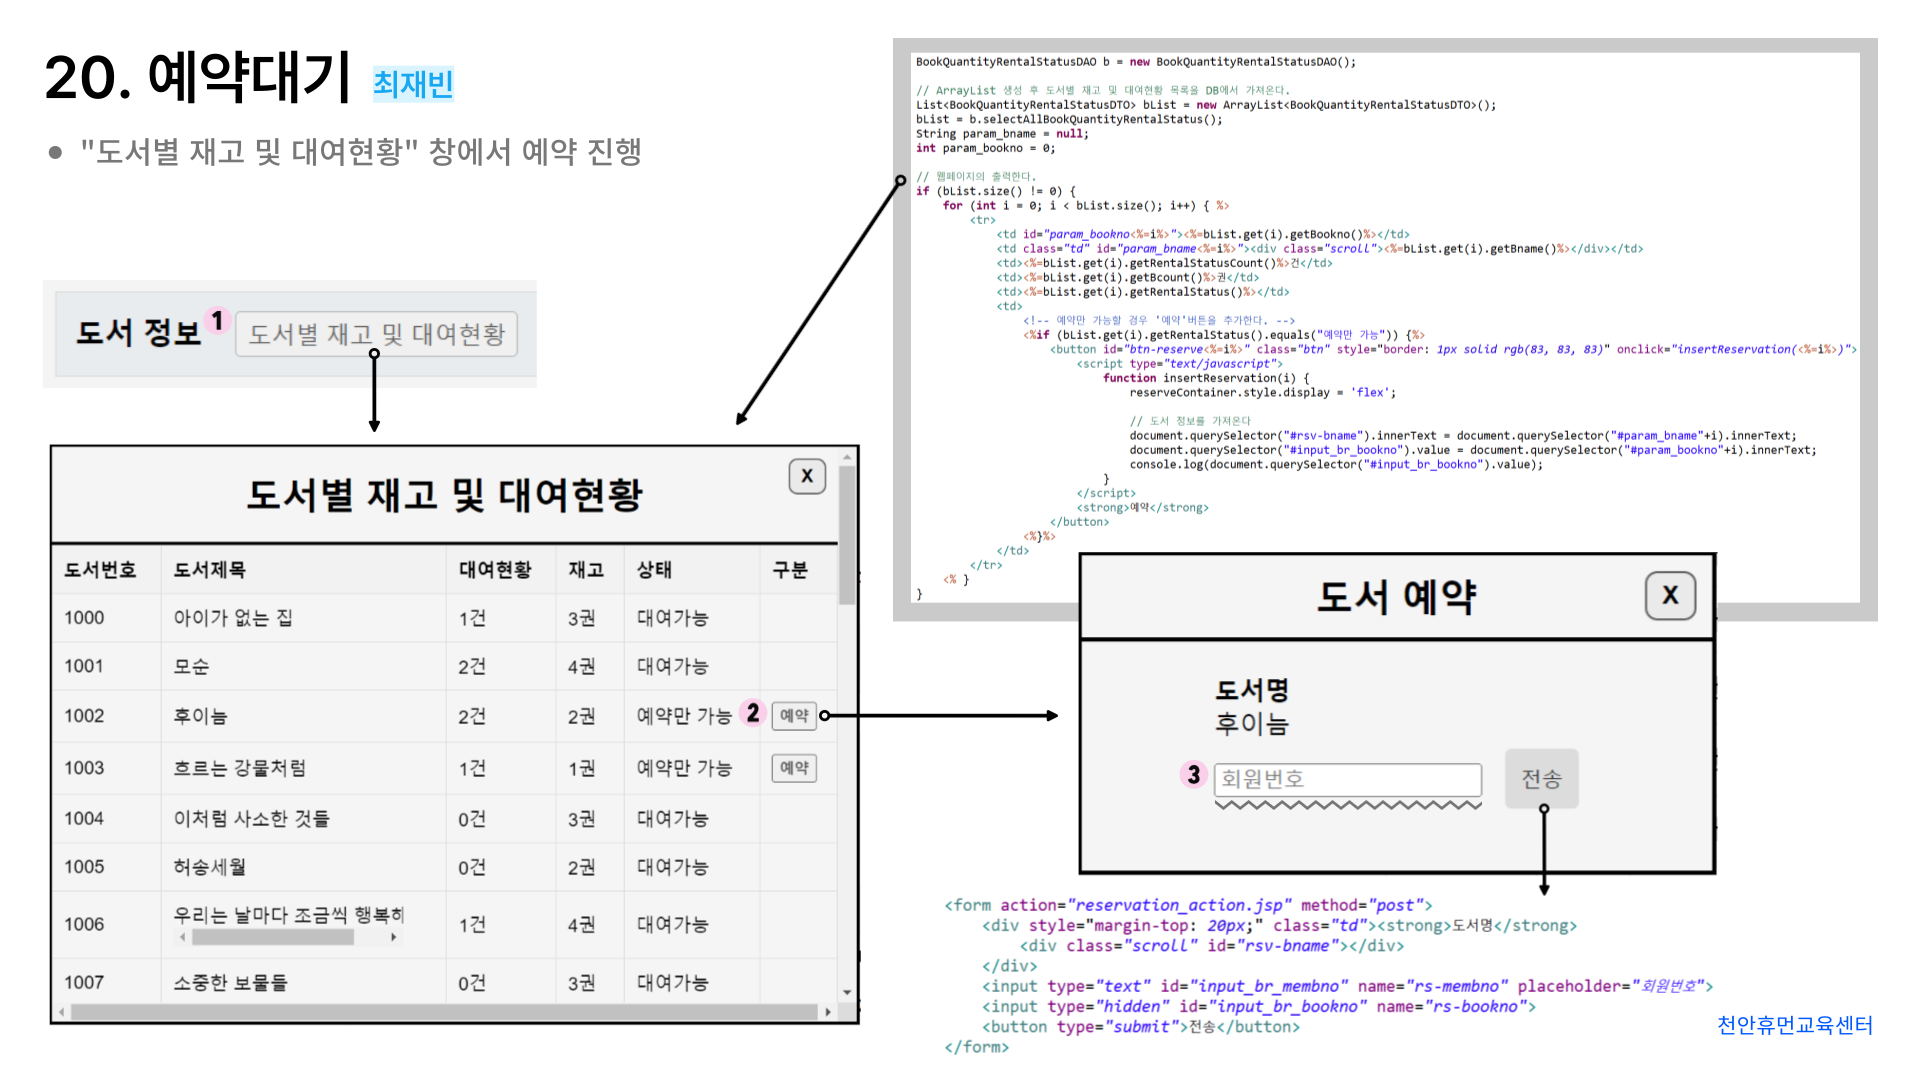 20. 예약대기 최재빈
• "도서별 재고 및 대여현황" 창에서 예약 진행
도서 정보 1 도서별 재고 및 대여현황
도서별 재고 및 대여현황 X
도서번호 도서제목 대여현황 재고 상태 구분
1000 아이가 없는 집 1건 3권 대여가능
1001 모순 2건 4권 대여가능
1002 후이늠 2건 2권 예약만 가능 2 예약
1003 흐르는 강물처럼 1건 1권 예약만 가능 예약
1004 이처럼 사소한 것들 0건 3권 대여가능
1005 허송세월 0건 2권 대여가능
1006 우리는 날마다 조금씩 행복해 1건 4권 대여가능
1007 소중한 보물들 0건 3권 대여가능
BookQuantityRentalStatusDAO b = new BookQuantityRentalStatusDAO();
// ArrayList 생성 후 도서별 재고 및 대여현황 목록을 DB에서 가져온다.
List<BookQuantityRentalStatusDTO> bList = new ArrayList<BookQuantityRentalStatusDTO>();
bList = b.selectAllBookQuantityRentalStatus();
String param_bname = null;
int param_bookno = 0;
// 웹페이지의 출력한다.
if (bList.size() != 0) {
for (int i = 0; i < bList.size(); i++) { %>
<tr>
<td id="param_bookno<%=i%>"><%=bList.get(i).getBookno()%></td>
<td class="td" id="param_bname<%=i%>"><div class="scroll"><%=bList.get(i).getBname()%></div></td>
<td><%=bList.get(i).getRentalStatusCount()%>건</td>
<td><%=bList.get(i).getBcount()%>권</td>
<td><%=bList.get(i).getRentalStatus()%></td>
<td>
<!-- 예약만 가능할 경우 '예약'버튼을 추가한다. -->
<%if (bList.get(i).getRentalStatus().equals("예약만 가능")) {%>
<button id="btn-reserve<%=i%>" class="btn" style="border: 1px solid rgb(83, 83, 83)" onclick="insertReservation(<%=i%>)">
<script type="text/javascript">
function insertReservation(i) {
reserveContainer.style.display = 'flex';
// 도서 정보를 가져온다
document.querySelector("#rsv-bname").innerText = document.querySelector("#param_bname"+i).innerText;
document.querySelector("#input_br_bookno").value = document.querySelector("#param_bookno"+i).innerText;
console.log(document.querySelector("#input_br_bookno").value);
}
</script>
<strong>예약</strong>
</button>
<%}%>
</td>
</tr>
<% }
}
도서 예약 X
도서명
후이늠
3 회원번호 전송
<form action="reservation_action.jsp" method="post">
<div style="margin-top: 20px;" class="td"><strong>도서명</strong>
<div class="scroll" id="rsv-bname"></div>
</div>
<input type="text" id="input_br_membno" name="rs-membno" placeholder="회원번호">
<input type="hidden" id="input_br_bookno" name="rs-bookno">
<button type="submit">전송</button>
</form>
천안휴먼교육센터